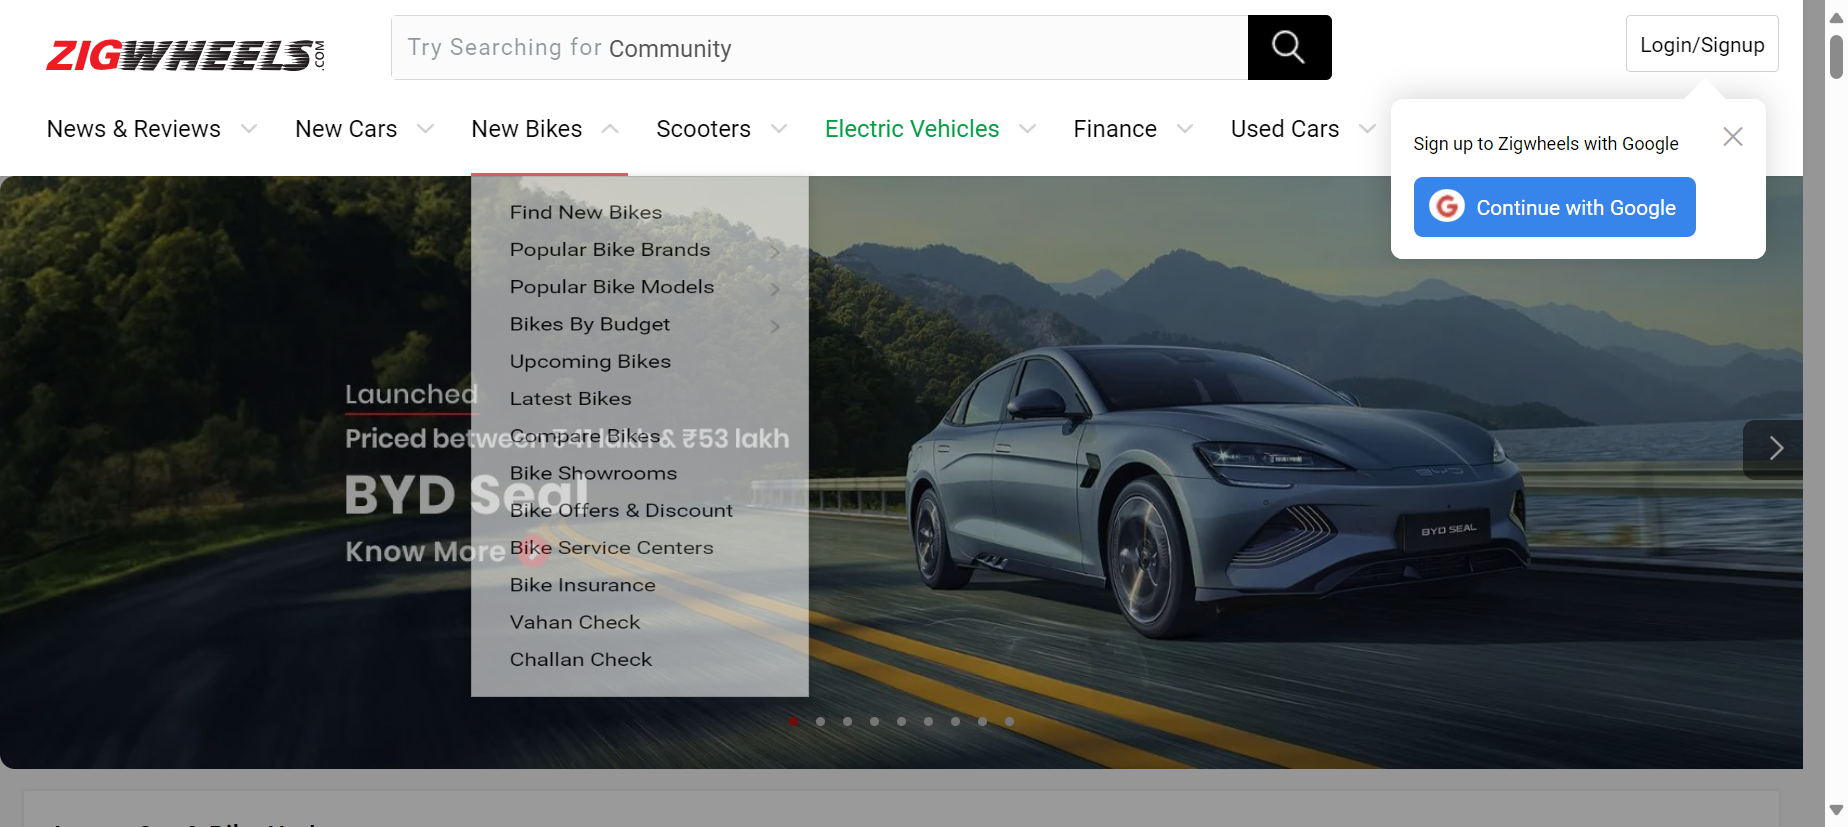 ZIGWHEELS.COM
Try Searching for Community
Login/Signup
News & Reviews
New Cars
New Bikes
Scooters
Electric Vehicles
Finance
Used Cars
Sign up to Zigwheels with Google
Continue with Google
Find New Bikes
Popular Bike Brands
Popular Bike Models
Bikes By Budget
Upcoming Bikes
Latest Bikes
Compare Bikes
Bike Showrooms
Bike Offers & Discount
Bike Service Centers
Bike Insurance
Vahan Check
Challan Check
Launched
Priced between ₹41 lakh & ₹53 lakh
BYD Seal
Know More
BYD
BYD SEAL